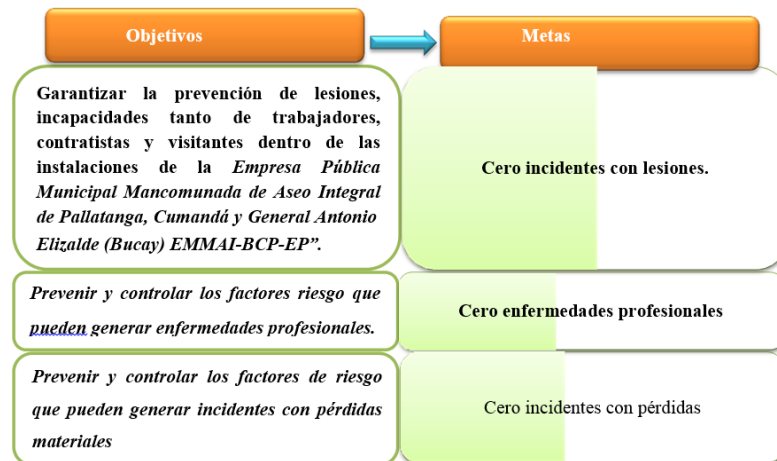 Objetivos
Metas
Garantizar la prevención de lesiones,
incapacidades tanto de trabajadores,
contratistas y visitantes dentro de las
instalaciones de la Empresa Pública
Municipal Mancomunada de Aseo Integral
de Pallatanga, Cumandá y General Antonio
Elizalde (Bucay) EMMAI-BCP-EP”.
Cero incidentes con lesiones.
Prevenir y controlar los factores riesgo que
pueden generar enfermedades profesionales.
Cero enfermedades profesionales
Prevenir y controlar los factores de riesgo
que pueden generar incidentes con pérdidas
materiales
Cero incidentes con pérdidas